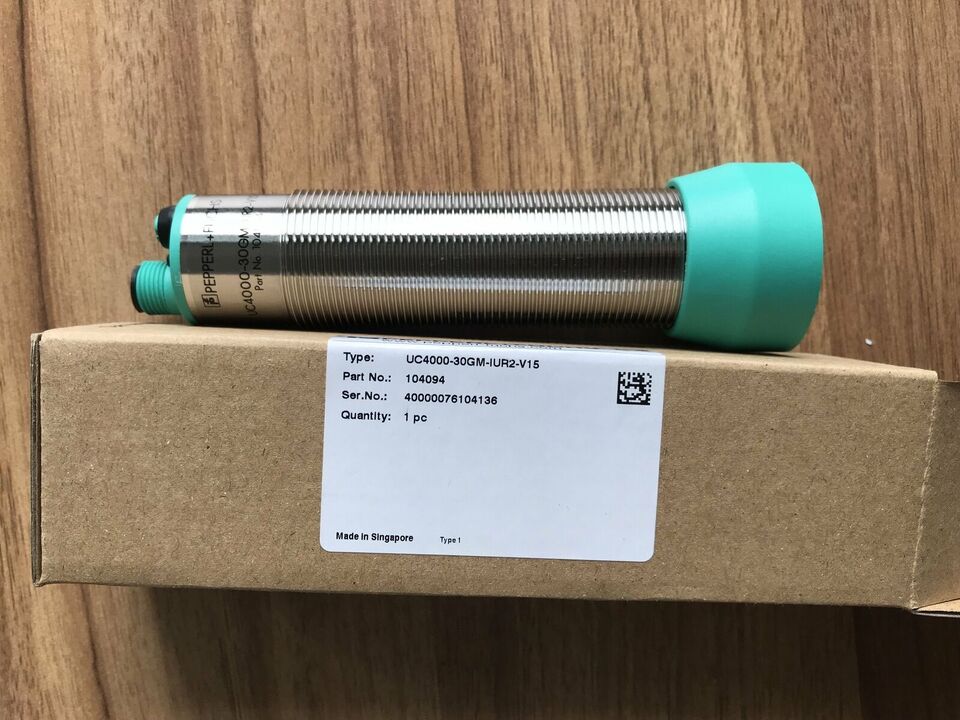 PEPPERL+F
UC4000-30GM
Part No. 104
Type: UC4000-30GM-IUR2-V15
Part No.: 104094
Ser.No.: 40000076104136
Quantity: 1 pc
Made in Singapore Type 1